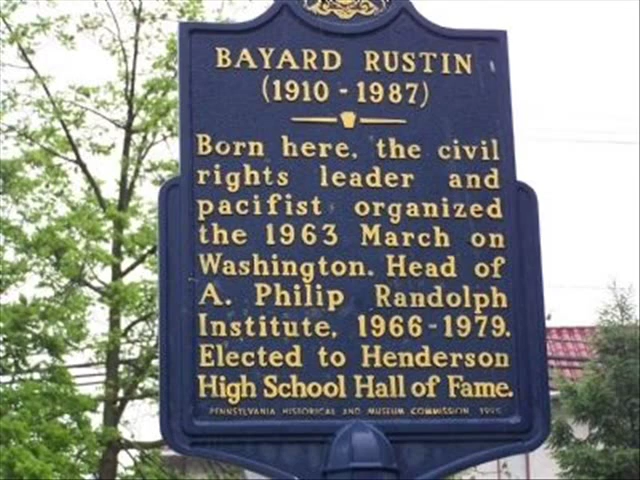 BAYARD RUSTIN
(1910 - 1987)
Born here, the civil
rights leader and
pacifist organized
the 1963 March on
Washington. Head of
A. Philip Randolph
Institute, 1966-1979.
Elected to Henderson
High School Hall of Fame.
PENNSYLVANIA HISTORICAL AND MUSEUM COMMISSION